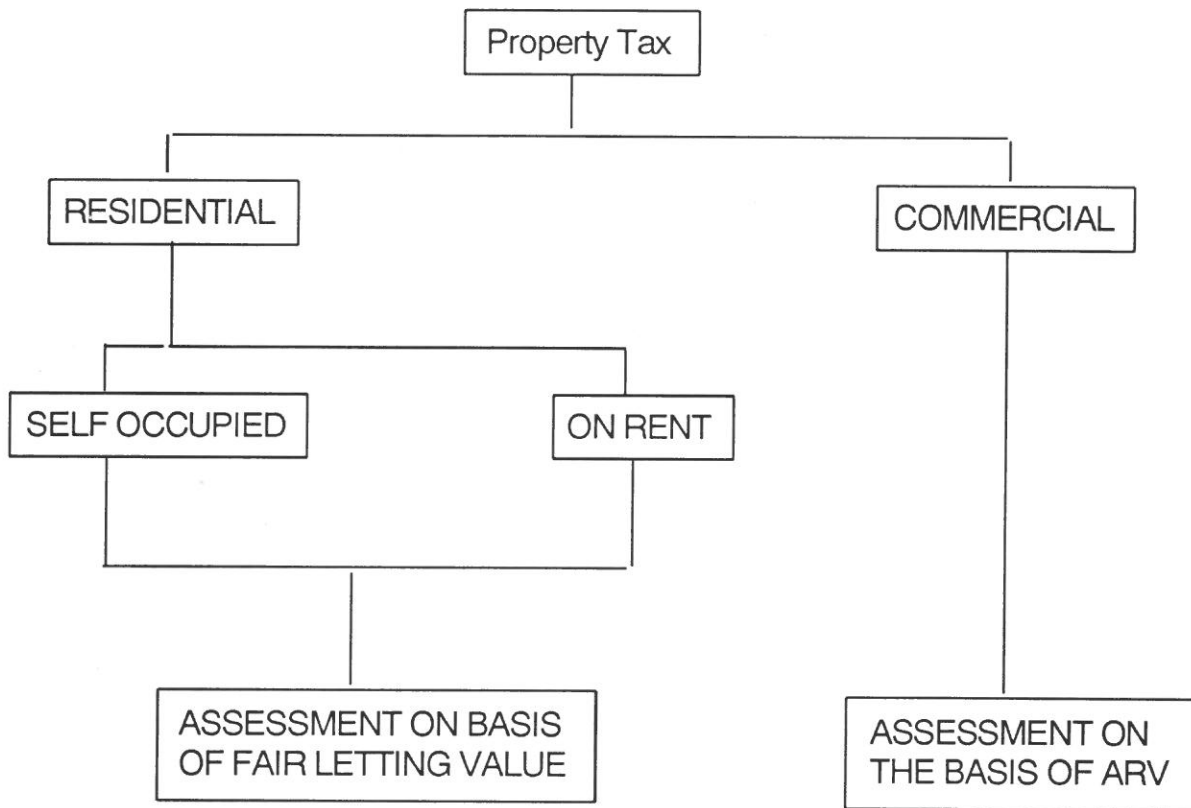 Property Tax
RESIDENTIAL
COMMERCIAL
SELF OCCUPIED
ON RENT
ASSESSMENT ON BASIS
OF FAIR LETTING VALUE
ASSESSMENT ON
THE BASIS OF ARV